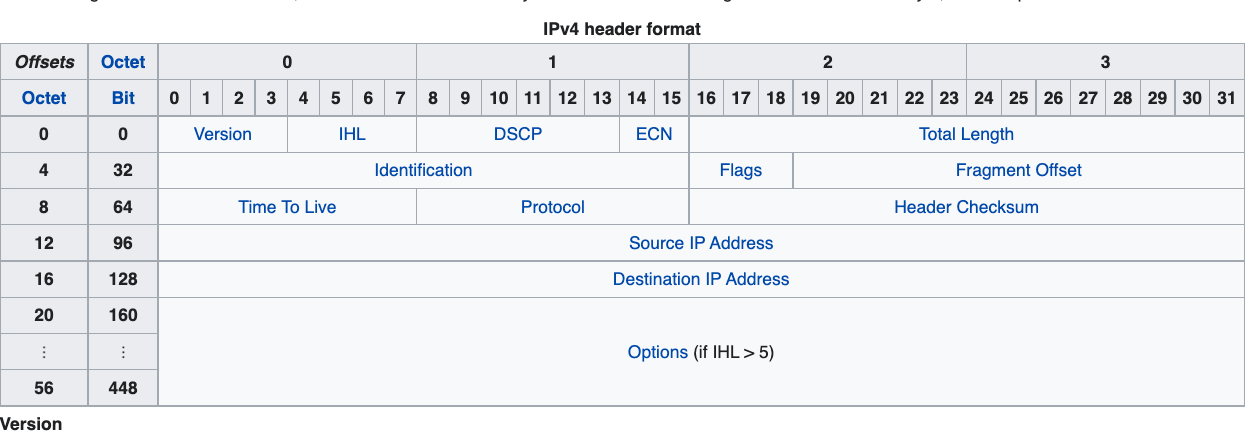 IPv4 header format
Offsets Octet 0 1 2 3
Octet Bit 0 1 2 3 4 5 6 7 8 9 10 11 12 13 14 15 16 17 18 19 20 21 22 23 24 25 26 27 28 29 30 31
0 0 Version IHL DSCP ECN Total Length
4 32 Identification Flags Fragment Offset
8 64 Time To Live Protocol Header Checksum
12 96 Source IP Address
16 128 Destination IP Address
20 160
⋮ ⋮ Options (if IHL > 5)
56 448
Version